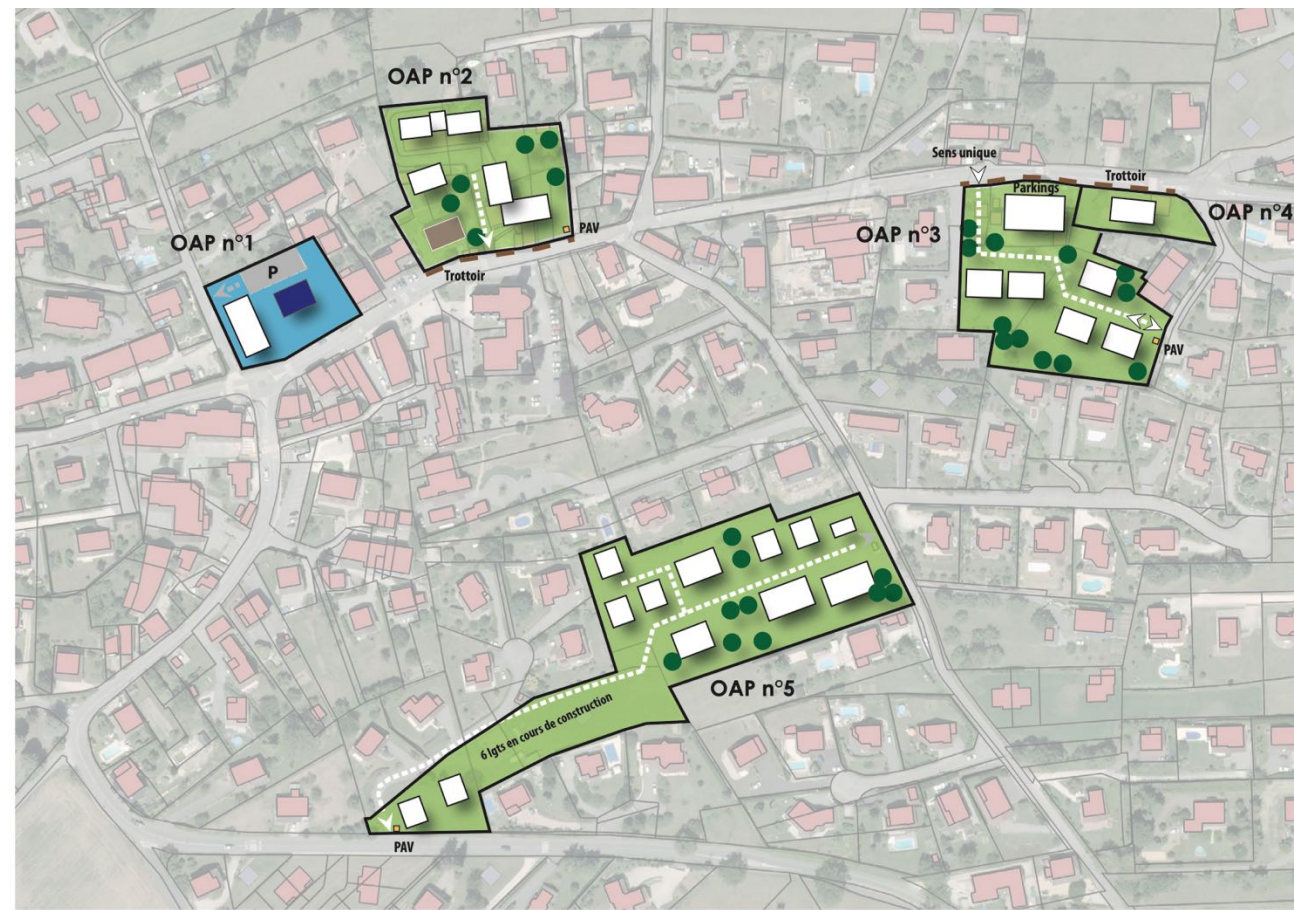 OAP n°2
Sens unique
Trottoir
Parkings
OAP n°4
PAV
OAP n°3
OAP n°1
P
Trottoir
PAV
OAP n°5
6 lgts en cours de construction
PAV